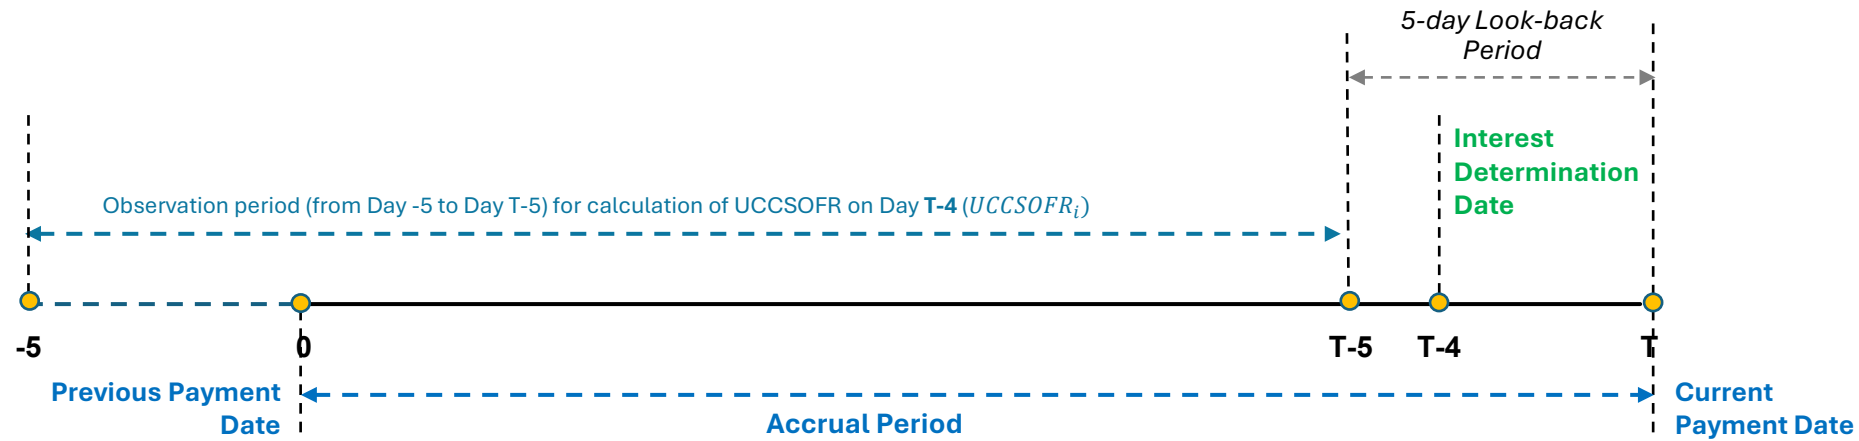 5-day Look-back
Period
Interest
Determination
Date
Observation period (from Day -5 to Day T-5) for calculation of UCCSOFR on Day T-4 (UCCSOFRᵢ)
-5
0
T-5
T-4
T
Previous Payment
Date
Accrual Period
Current
Payment Date